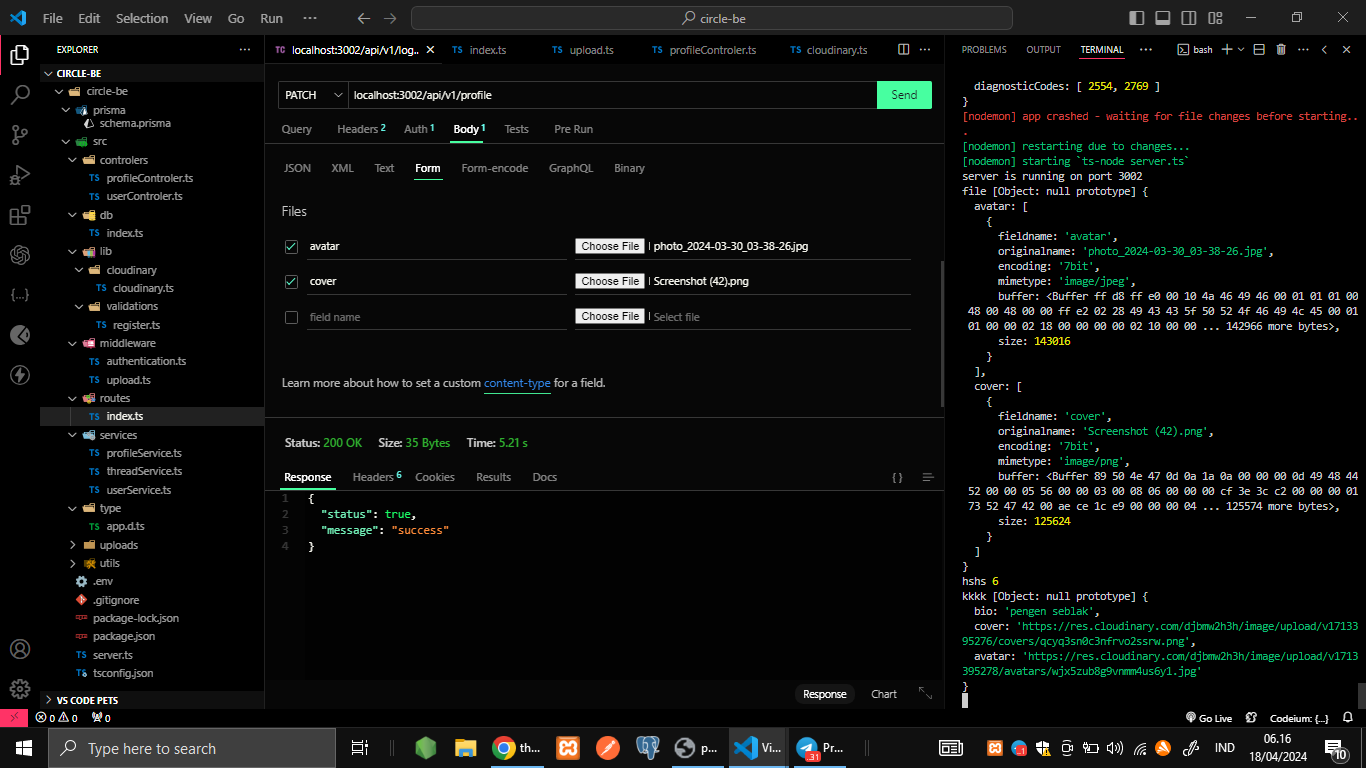 File Edit Selection View Go Run ···
circle-be
EXPLORER
CIRCLE-BE
circle-be
prisma
schema.prisma
src
controlers
TS profileControler.ts
TS userControler.ts
db
TS index.ts
lib
cloudinary
TS cloudinary.ts
validations
TS register.ts
middleware
TS authentication.ts
TS upload.ts
routes
TS index.ts
services
TS profileService.ts
TS threadService.ts
TS userService.ts
type
TS app.d.ts
uploads
utils
.env
.gitignore
package-lock.json
package.json
TS server.ts
tsconfig.json
VS CODE PETS
TC localhost:3002/api/v1/log..
TS index.ts
TS upload.ts
TS profileControler.ts
TS cloudinary.ts
PATCH
localhost:3002/api/v1/profile
Send
Query Headers 2 Auth 1 Body 1 Tests Pre Run
JSON XML Text Form Form-encode GraphQL Binary
Files
avatar Choose File photo_2024-03-30_03-38-26.jpg
cover Choose File Screenshot (42).png
field name Choose File Select file
Learn more about how to set a custom content-type for a field.
Status: 200 OK Size: 35 Bytes Time: 5.21 s
Response Headers 6 Cookies Results Docs
{ }
1 {
2 "status": true,
3 "message": "success"
4 }
Response Chart
PROBLEMS OUTPUT TERMINAL ··· bash
diagnosticCodes: [ 2554, 2769 ]
}
[nodemon] app crashed - waiting for file changes before starting..
.
[nodemon] restarting due to changes...
[nodemon] starting `ts-node server.ts`
server is running on port 3002
file [Object: null prototype] {
avatar: [
{
fieldname: 'avatar',
originalname: 'photo_2024-03-30_03-38-26.jpg',
encoding: '7bit',
mimetype: 'image/jpeg',
buffer: <Buffer ff d8 ff e0 00 10 4a 46 49 46 00 01 01 01 00
48 00 48 00 00 ff e2 02 28 49 43 43 5f 50 52 4f 46 49 4c 45 00 01
01 00 00 02 18 00 00 00 00 02 10 00 00 ... 142966 more bytes>,
size: 143016
}
],
cover: [
{
fieldname: 'cover',
originalname: 'Screenshot (42).png',
encoding: '7bit',
mimetype: 'image/png',
buffer: <Buffer 89 50 4e 47 0d 0a 1a 0a 00 00 00 0d 49 48 44
52 00 00 05 56 00 00 03 00 08 06 00 00 00 cf 3e 3c c2 00 00 00 01
73 52 47 42 00 ae ce 1c e9 00 00 00 04 ... 125574 more bytes>,
size: 125624
}
]
}
hshs 6
kkkk [Object: null prototype] {
bio: 'pengen seblak',
cover: 'https://res.cloudinary.com/djbmw2h3h/image/upload/v17133
95276/covers/qcyq3sn0c3nfrvo2ssrw.png',
avatar: 'https://res.cloudinary.com/djbmw2h3h/image/upload/v1713
395278/avatars/wjx5zub8g9vnmm4us6y1.jpg'
}
0 0 0
Go Live
Codeium: {...}
Type here to search
th...
p...
Vi...
31
Pr...
IND
06.16
18/04/2024
10